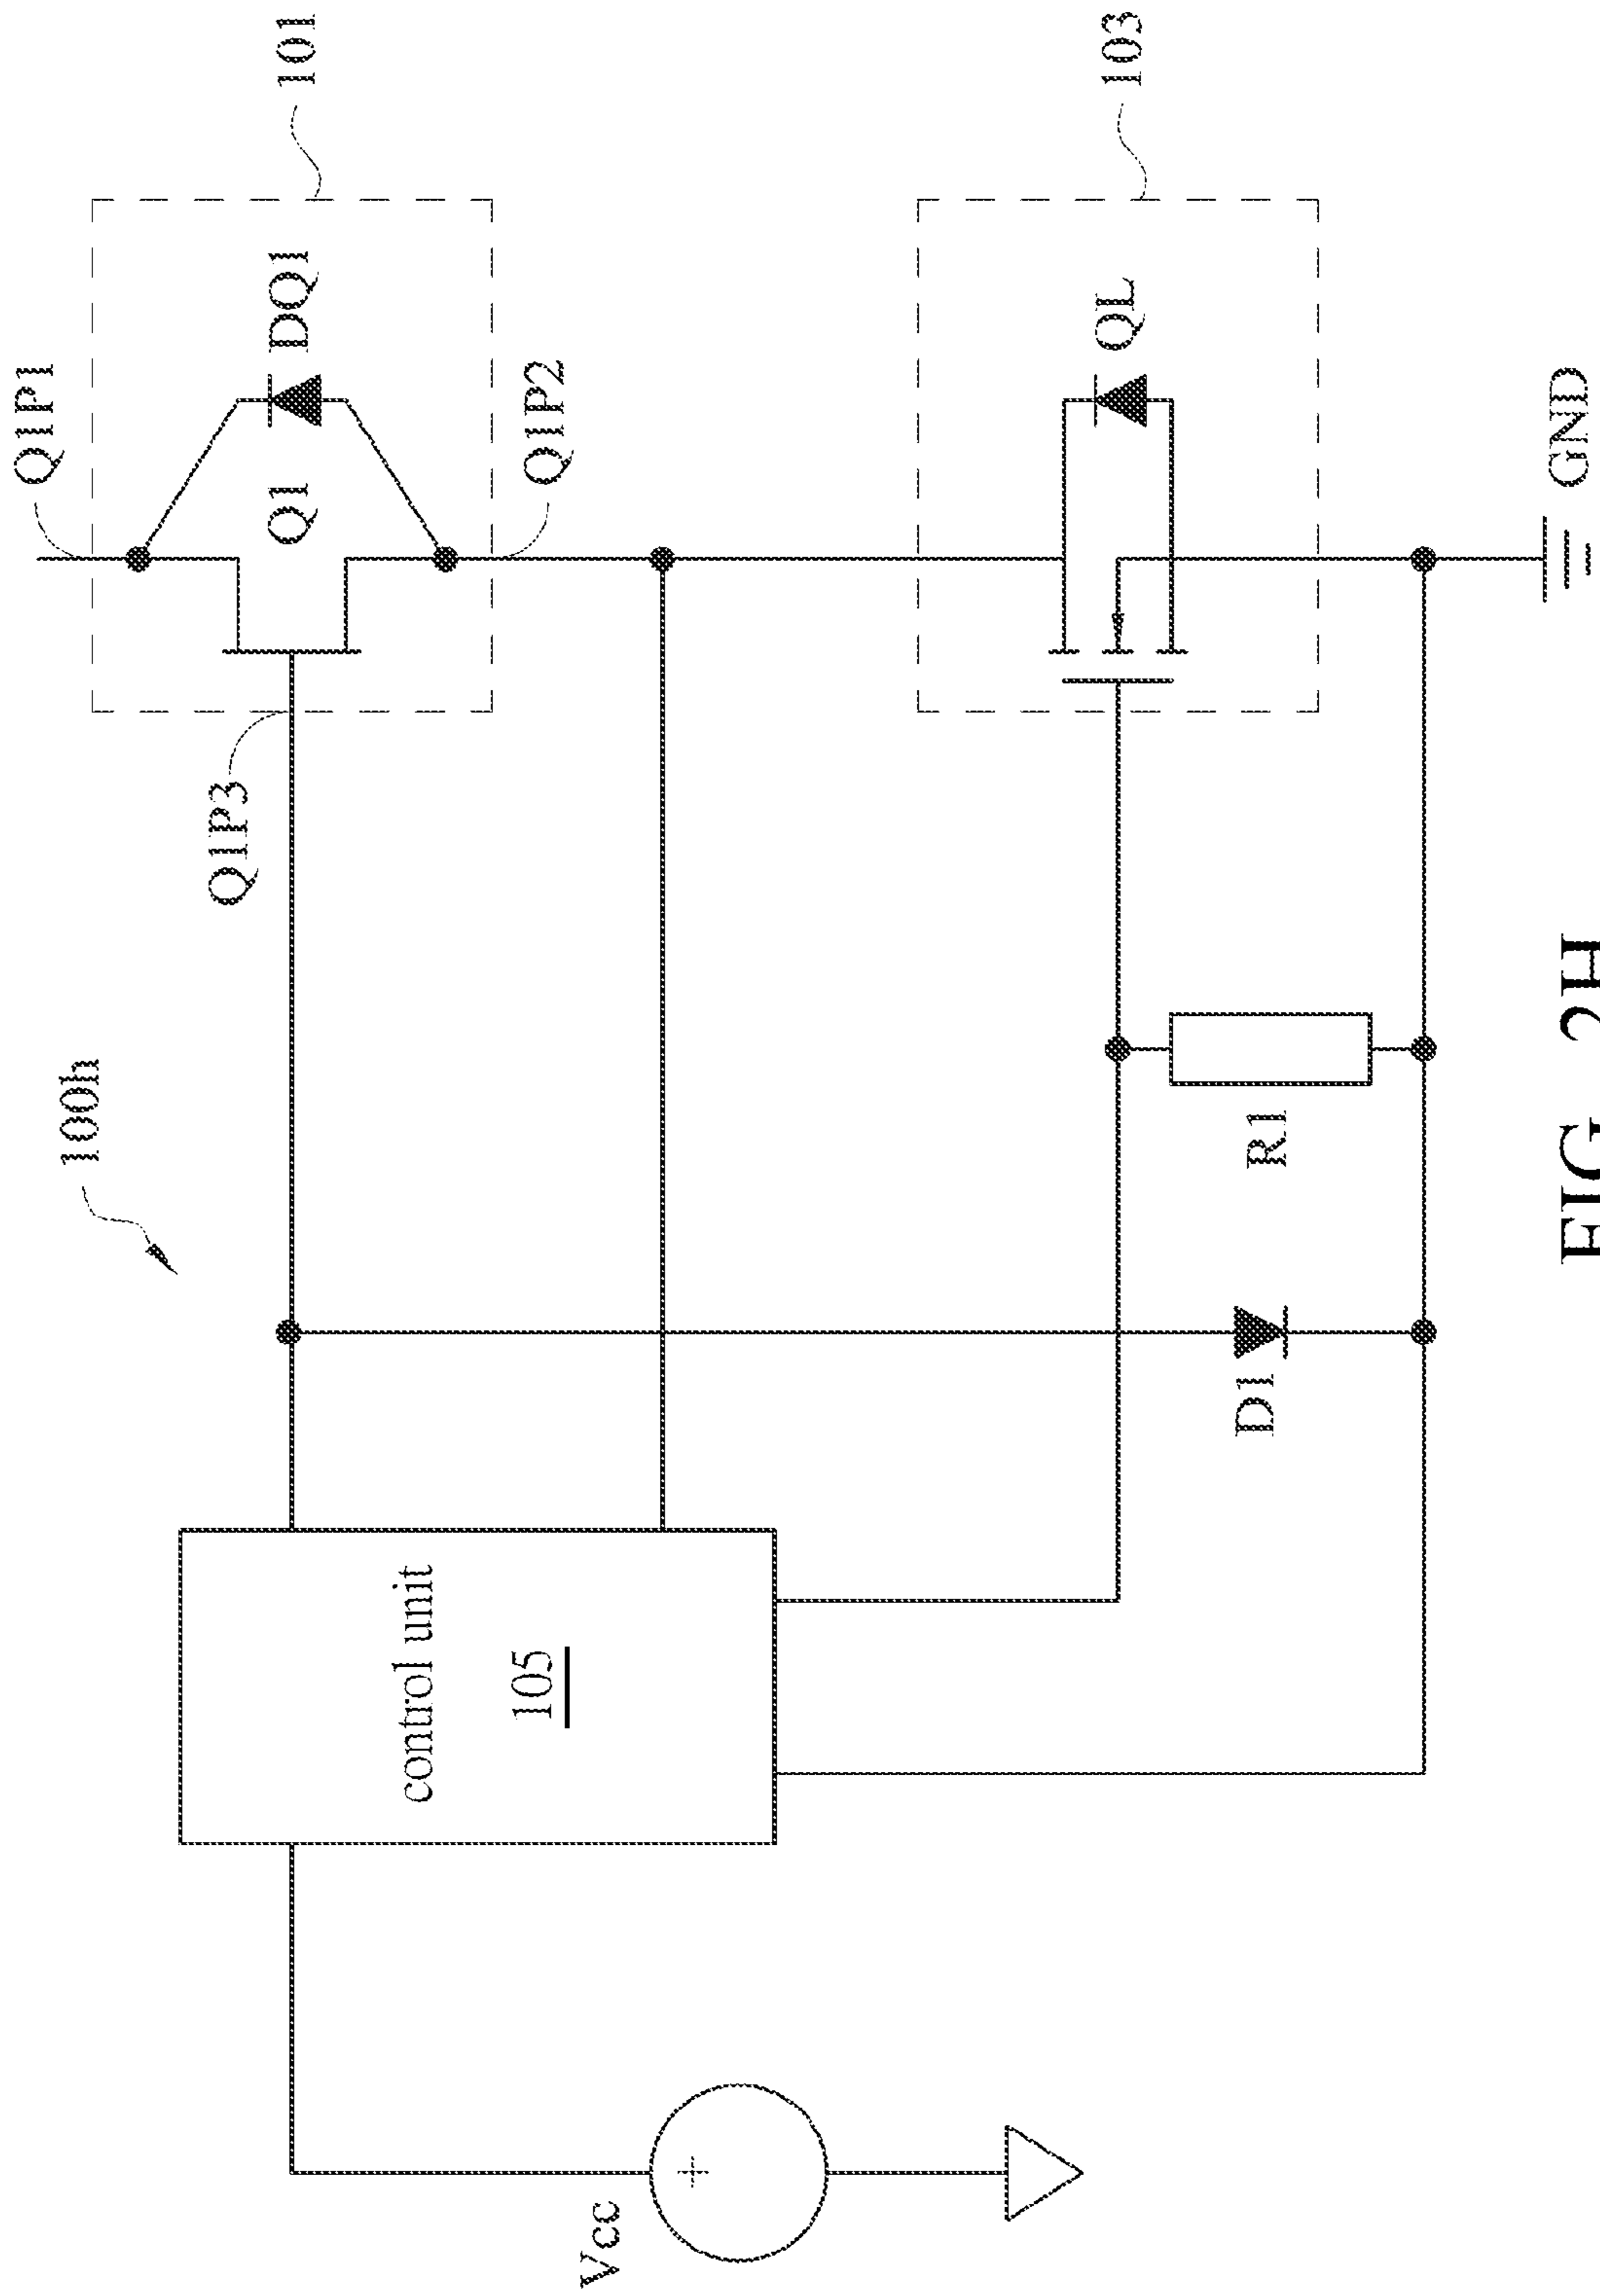 100h
Q1P1
101
Q1P3
Q1
DQ1
Q1P2
control unit
105
Vcc
103
QL
D1
R1
GND
FIG. 2H